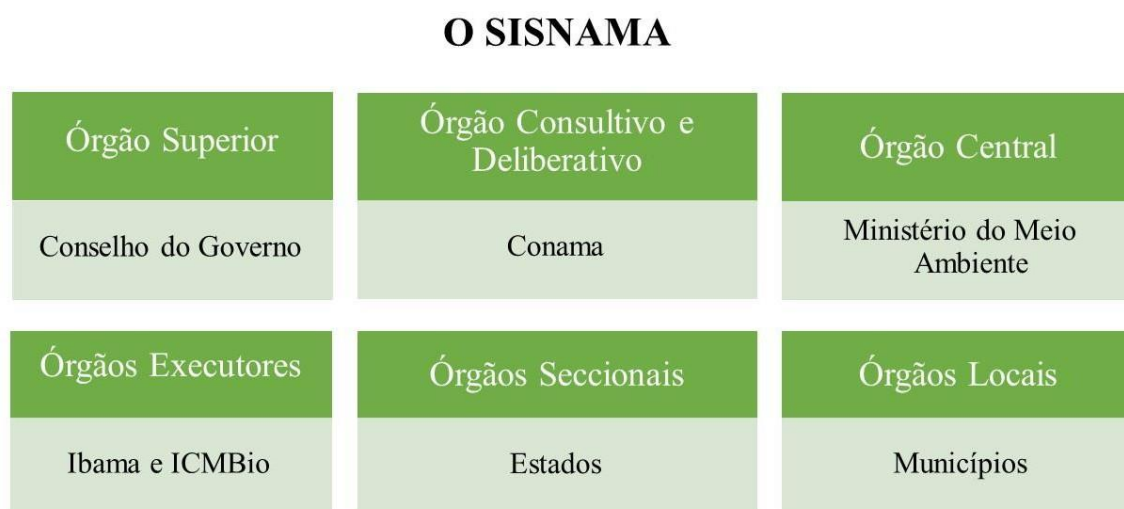 O SISNAMA
Órgão Superior
Conselho do Governo
Órgão Consultivo e
Deliberativo
Conama
Órgão Central
Ministério do Meio
Ambiente
Órgãos Executores
Ibama e ICMBio
Órgãos Seccionais
Estados
Órgãos Locais
Municípios